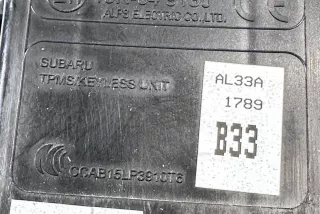 ALPS ELECTRIC CO.,LTD.
SUBARU
TPMS/KEYLESS UNIT
AL33A
1789
B33
CCAB15LP3910T6